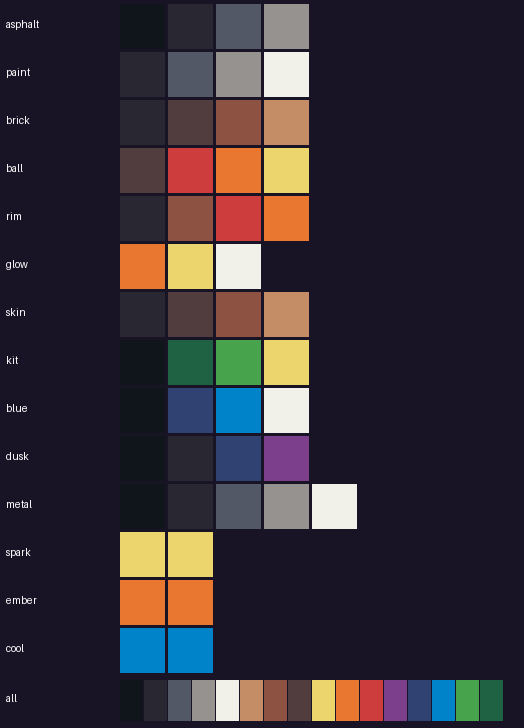 asphalt
paint
brick
ball
rim
glow
skin
kit
blue
dusk
metal
spark
ember
cool
all